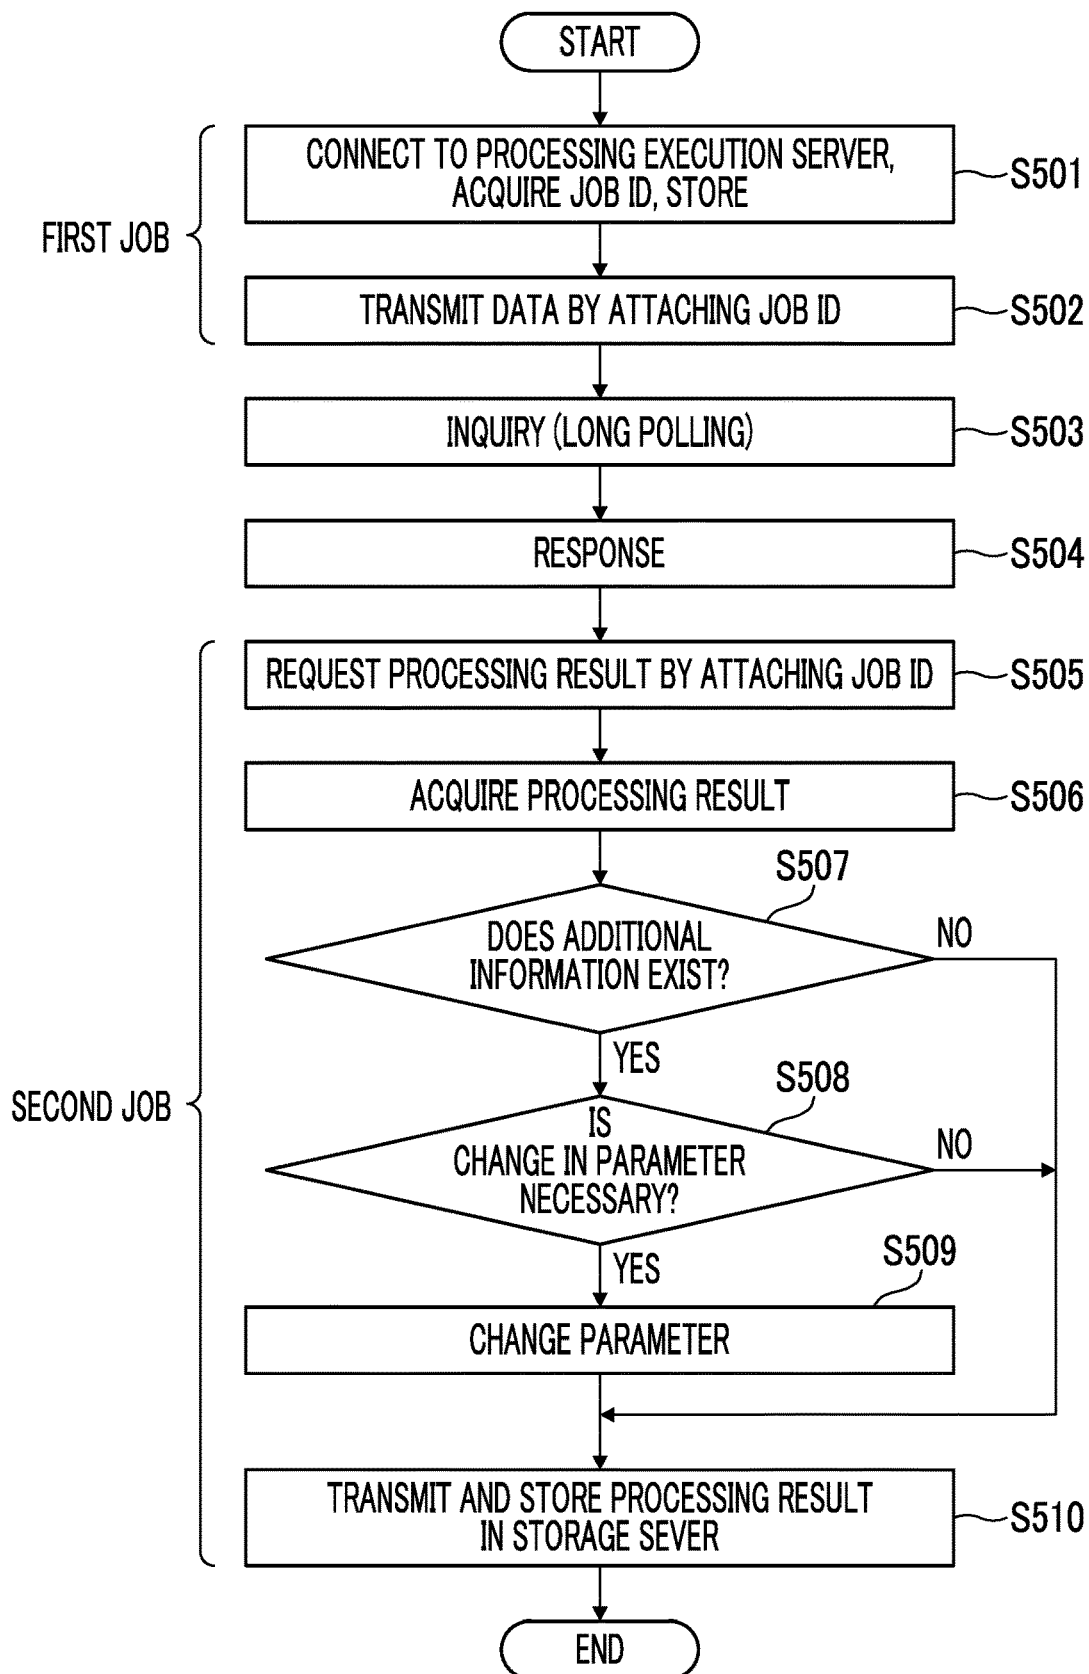 START
CONNECT TO PROCESSING EXECUTION SERVER,
ACQUIRE JOB ID, STORE
S501
FIRST JOB
TRANSMIT DATA BY ATTACHING JOB ID
S502
INQUIRY (LONG POLLING)
S503
RESPONSE
S504
REQUEST PROCESSING RESULT BY ATTACHING JOB ID
S505
ACQUIRE PROCESSING RESULT
S506
S507
DOES ADDITIONAL
INFORMATION EXIST?
NO
YES
SECOND JOB
S508
IS
CHANGE IN PARAMETER
NECESSARY?
NO
YES
S509
CHANGE PARAMETER
TRANSMIT AND STORE PROCESSING RESULT
IN STORAGE SEVER
S510
END